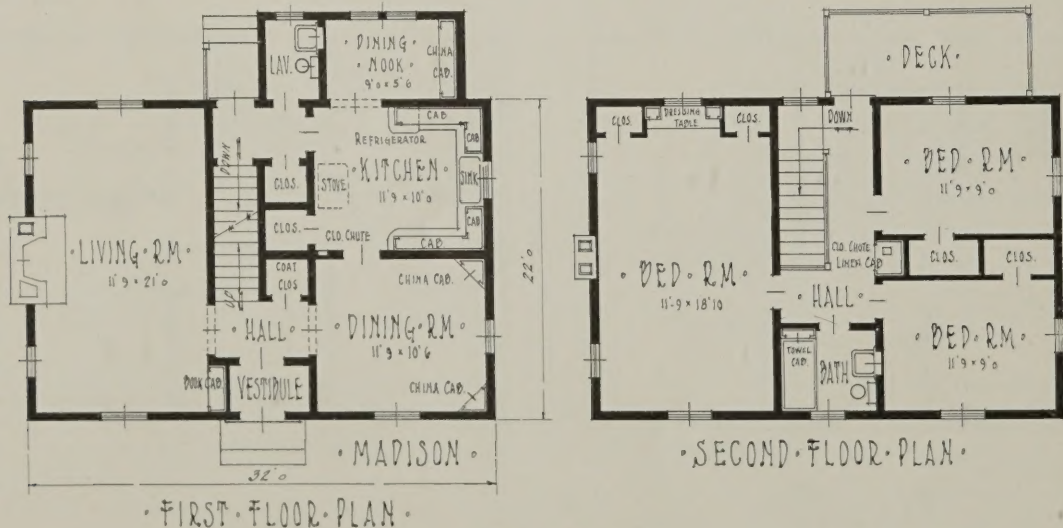 LAV.
· DINING ·
· NOOK ·
9'0 × 5'6
CHINA
CAB.
CAB.
CAB
REFRIGERATOR
· KITCHEN ·
11'9 × 10'0
STOVE
SINK
CAB
CAB.
DOWN
CLOS.
CLOS.
CLO. CHUTE
· LIVING · RM ·
11'9 × 21'0
COAT
CLOS
UP
· HALL ·
CHINA CAB.
· DINING · RM ·
11'9 × 10'6
CHINA CAB.
BOOK CAB.
VESTIBULE
22'0
· MADISON ·
32'0
· FIRST · FLOOR · PLAN ·
· DECK ·
CLOS.
DRESSING
TABLE
CLOS.
DOWN
· BED · RM ·
11'9 × 9'0
· BED · RM ·
11'-9 × 18'10
CLO. CHUTE
LINEN CAB.
CLOS.
CLOS.
· HALL ·
· BED · RM ·
11'9 × 9'0
TOWEL
CAB.
BATH
· SECOND · FLOOR · PLAN ·